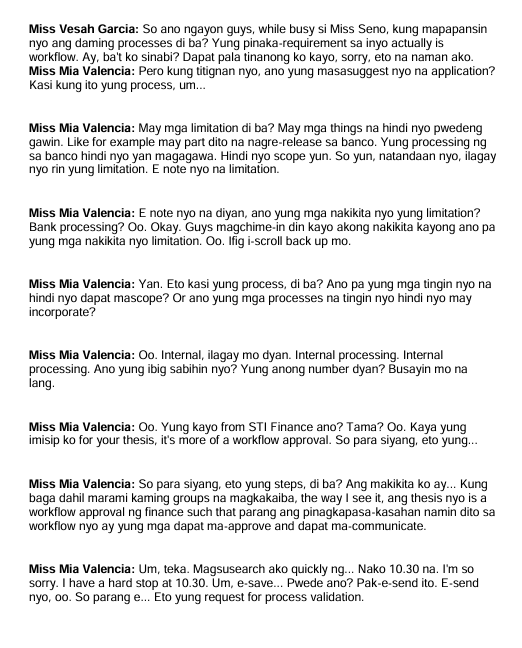 Miss Vesah Garcia: So ano ngayon guys, while busy si Miss Seno, kung mapapansin
nyo ang daming processes di ba? Yung pinaka-requirement sa inyo actually is
workflow. Ay, ba't ko sinabi? Dapat pala tinanong ko kayo, sorry, eto na naman ako.
Miss Mia Valencia: Pero kung titignan nyo, ano yung masasuggest nyo na application?
Kasi kung ito yung process, um...
Miss Mia Valencia: May mga limitation di ba? May mga things na hindi nyo pwedeng
gawin. Like for example may part dito na nagre-release sa banco. Yung processing ng
sa banco hindi nyo yan magagawa. Hindi nyo scope yun. So yun, natandaan nyo, ilagay
nyo rin yung limitation. E note nyo na limitation.
Miss Mia Valencia: E note nyo na diyan, ano yung mga nakikita nyo yung limitation?
Bank processing? Oo. Okay. Guys magchime-in din kayo akong nakikita kayong ano pa
yung mga nakikita nyo limitation. Oo. Ifig i-scroll back up mo.
Miss Mia Valencia: Yan. Eto kasi yung process, di ba? Ano pa yung mga tingin nyo na
hindi nyo dapat mascope? Or ano yung mga processes na tingin nyo hindi nyo may
incorporate?
Miss Mia Valencia: Oo. Internal, ilagay mo dyan. Internal processing. Internal
processing. Ano yung ibig sabihin nyo? Yung anong number dyan? Busayin mo na
lang.
Miss Mia Valencia: Oo. Yung kayo from STI Finance ano? Tama? Oo. Kaya yung
imisip ko for your thesis, it's more of a workflow approval. So para siyang, eto yung...
Miss Mia Valencia: So para siyang, eto yung steps, di ba? Ang makikita ko ay... Kung
baga dahil marami kaming groups na magkakaiba, the way I see it, ang thesis nyo is a
workflow approval ng finance such that parang ang pinagkapasa-kasahan namin dito sa
workflow nyo ay yung mga dapat ma-approve and dapat ma-communicate.
Miss Mia Valencia: Um, teka. Magsusearch ako quickly ng... Nako 10.30 na. I'm so
sorry. I have a hard stop at 10.30. Um, e-save... Pwede ano? Pak-e-send ito. E-send
nyo, oo. So parang e... Eto yung request for process validation.